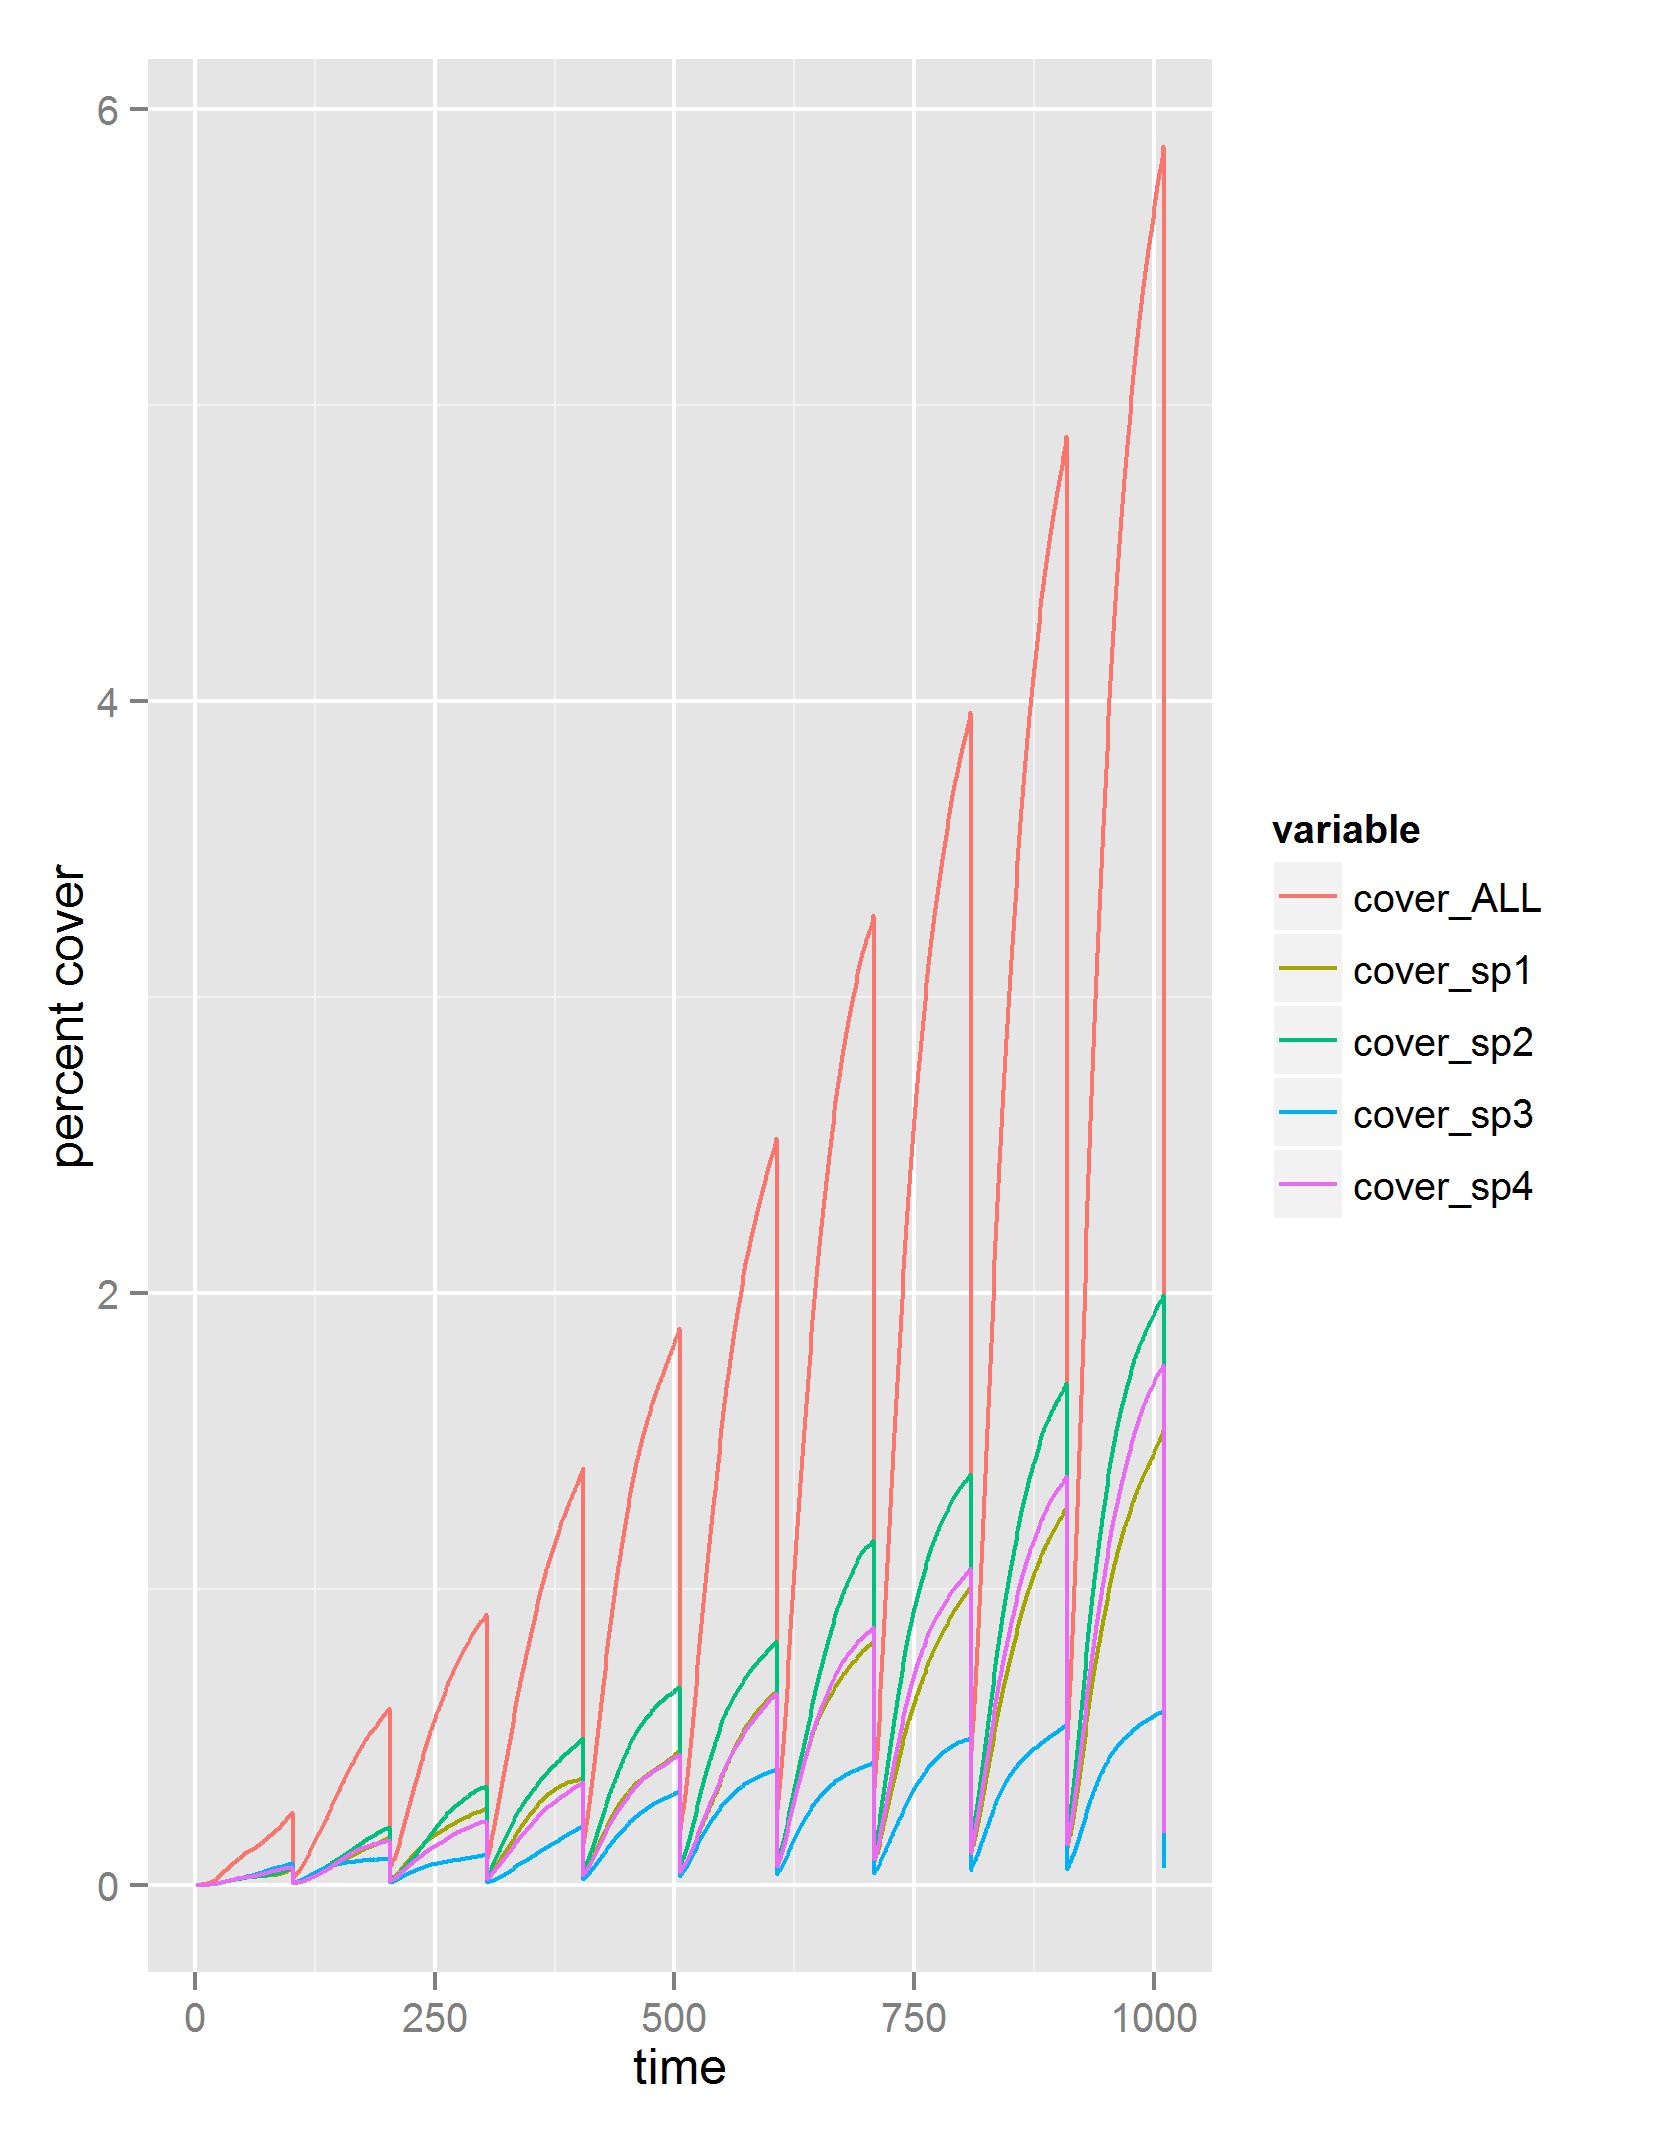 percent cover
6
4
2
0
0 250 500 750 1000
time
variable
cover_ALL
cover_sp1
cover_sp2
cover_sp3
cover_sp4